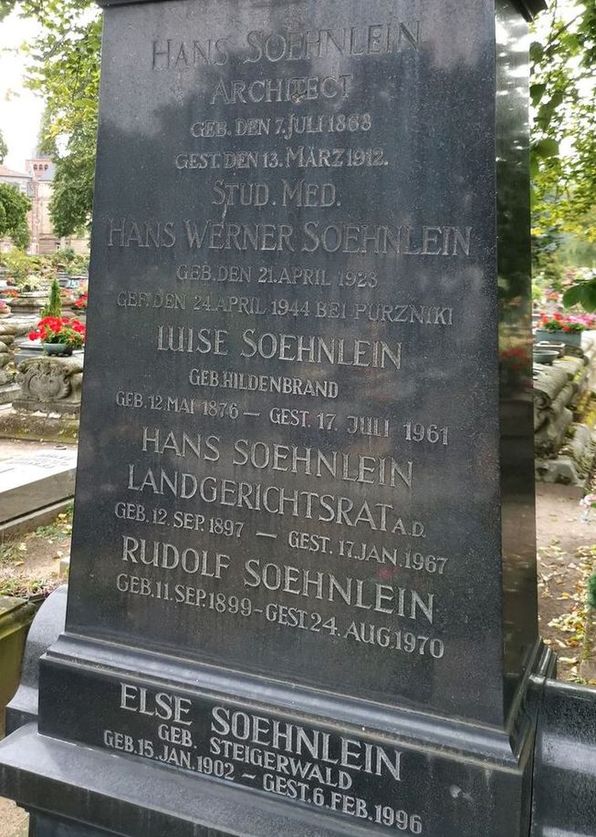 HANS SOEHNLEIN
ARCHITECT
GEB. DEN 7. JULI 1868
GEST. DEN 13. MÄRZ 1912.
STUD. MED.
HANS WERNER SOEHNLEIN
GEB. DEN 21. APRIL 1923
GEF. DEN 24. APRIL 1944 BEI PURZNIKI
LUISE SOEHNLEIN
GEB. HILDENBRAND
GEB. 12. MAI 1876 — GEST. 17. JULI 1961
HANS SOEHNLEIN
LANDGERICHTSRAT A.D.
GEB. 12. SEP. 1897 — GEST. 17. JAN. 1967
RUDOLF SOEHNLEIN
GEB. 11. SEP. 1899 - GEST. 24. AUG. 1970
ELSE SOEHNLEIN
GEB. STEIGERWALD
GEB. 15. JAN. 1902 – GEST. 6. FEB. 1996